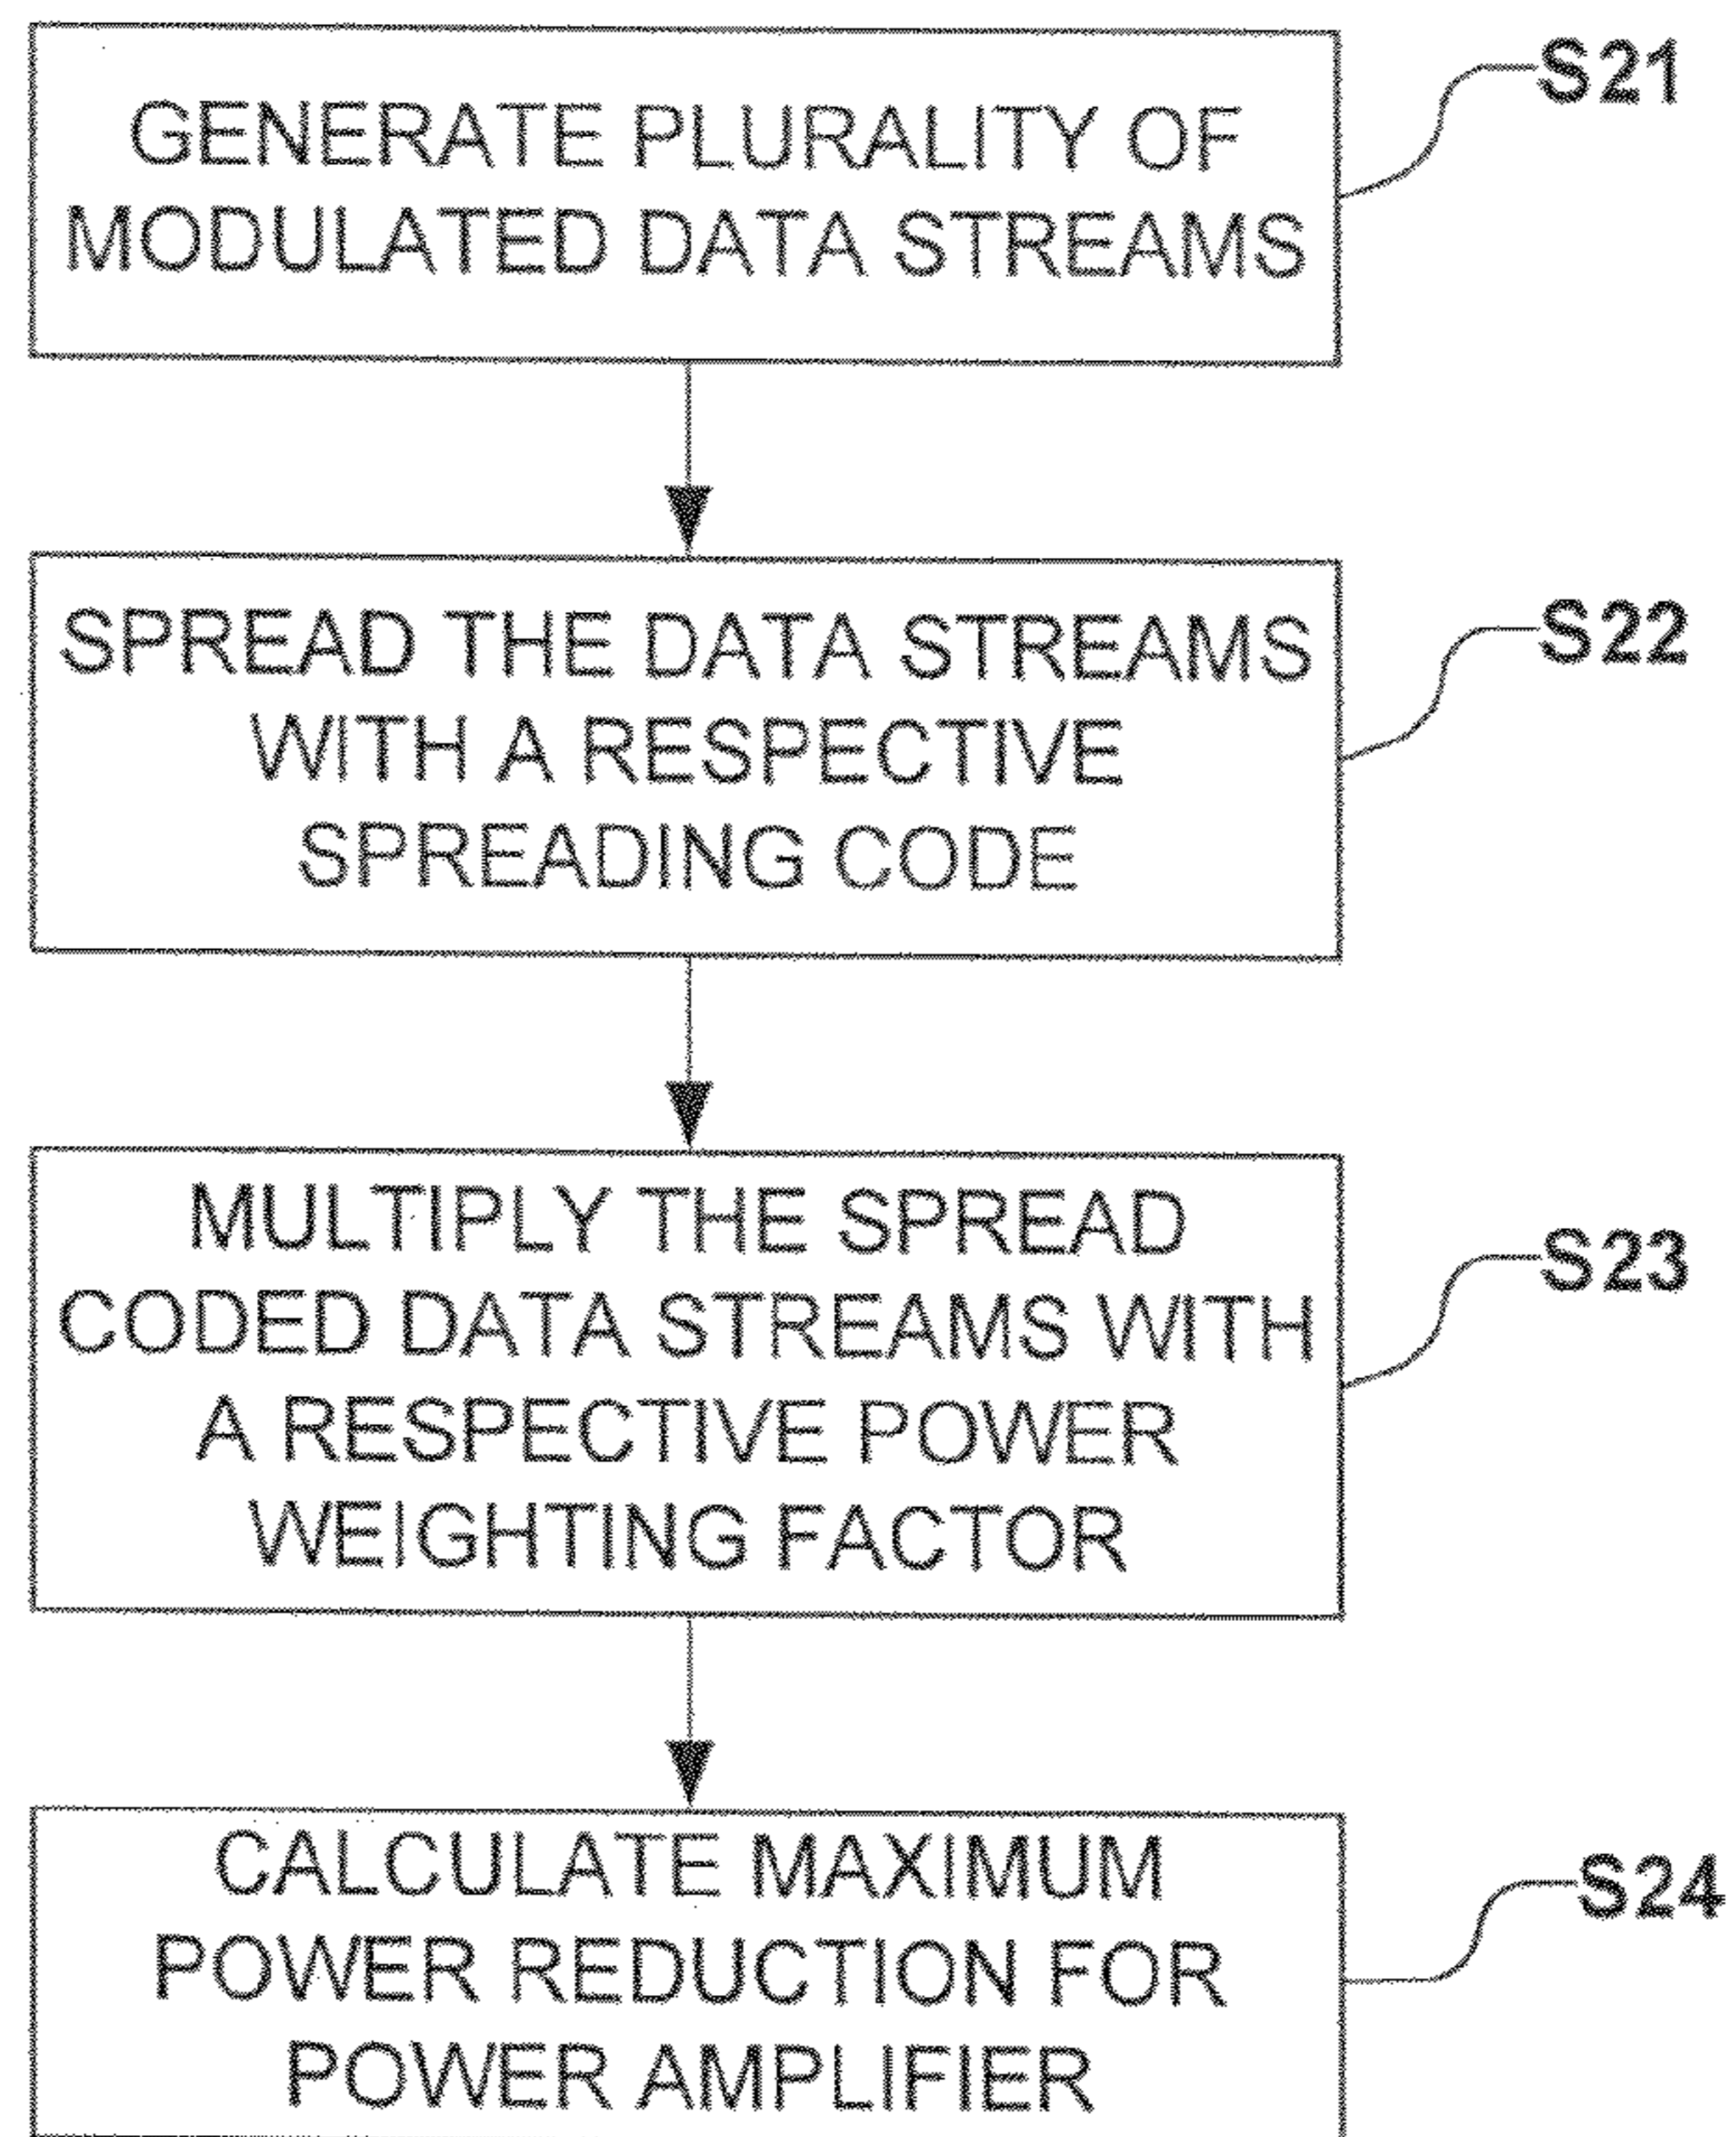 GENERATE PLURALITY OF
MODULATED DATA STREAMS
S21
SPREAD THE DATA STREAMS
WITH A RESPECTIVE
SPREADING CODE
S22
MULTIPLY THE SPREAD
CODED DATA STREAMS WITH
A RESPECTIVE POWER
WEIGHTING FACTOR
S23
CALCULATE MAXIMUM
POWER REDUCTION FOR
POWER AMPLIFIER
S24